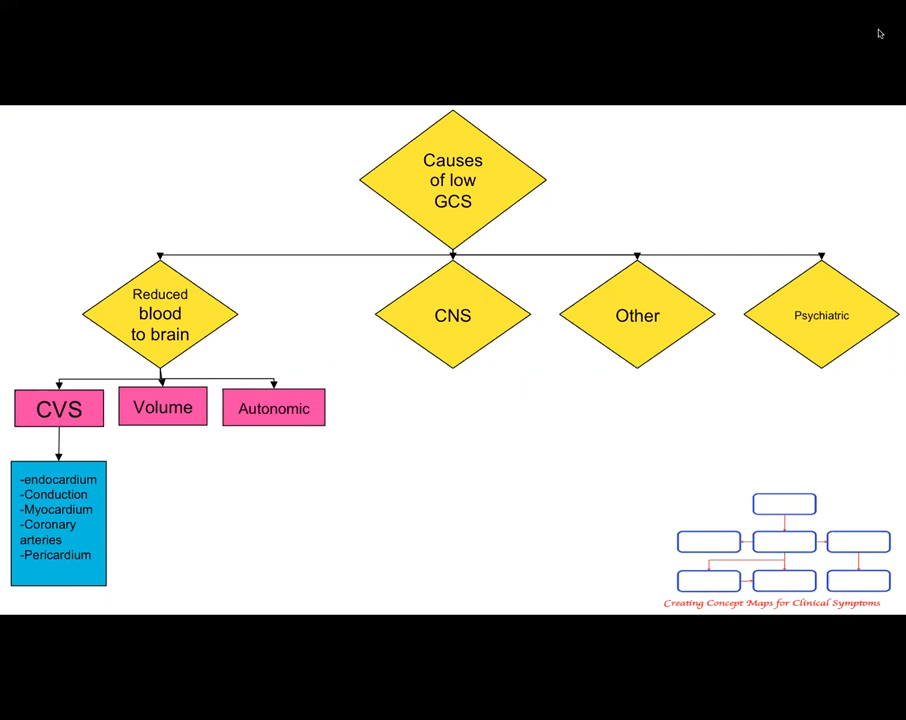 Causes
of low
GCS
Reduced
blood
to brain
CNS
Other
Psychiatric
CVS
Volume
Autonomic
-endocardium
-Conduction
-Myocardium
-Coronary
arteries
-Pericardium
Creating Concept Maps for Clinical Symptoms